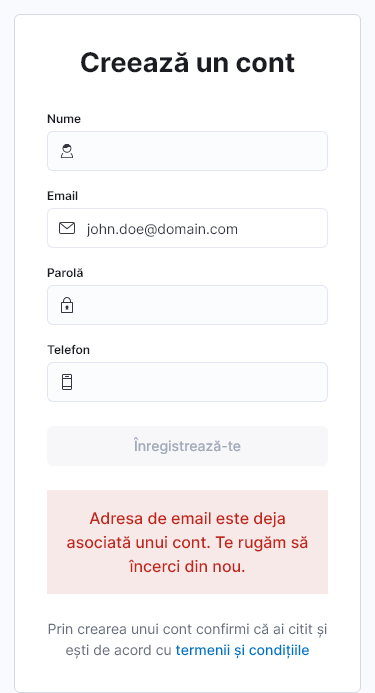 Creează un cont
Nume
Email
john.doe@domain.com
Parolă
Telefon
Înregistrează-te
Adresa de email este deja
asociată unui cont. Te rugăm să
încerci din nou.
Prin crearea unui cont confirmi că ai citit și
ești de acord cu termenii și condițiile